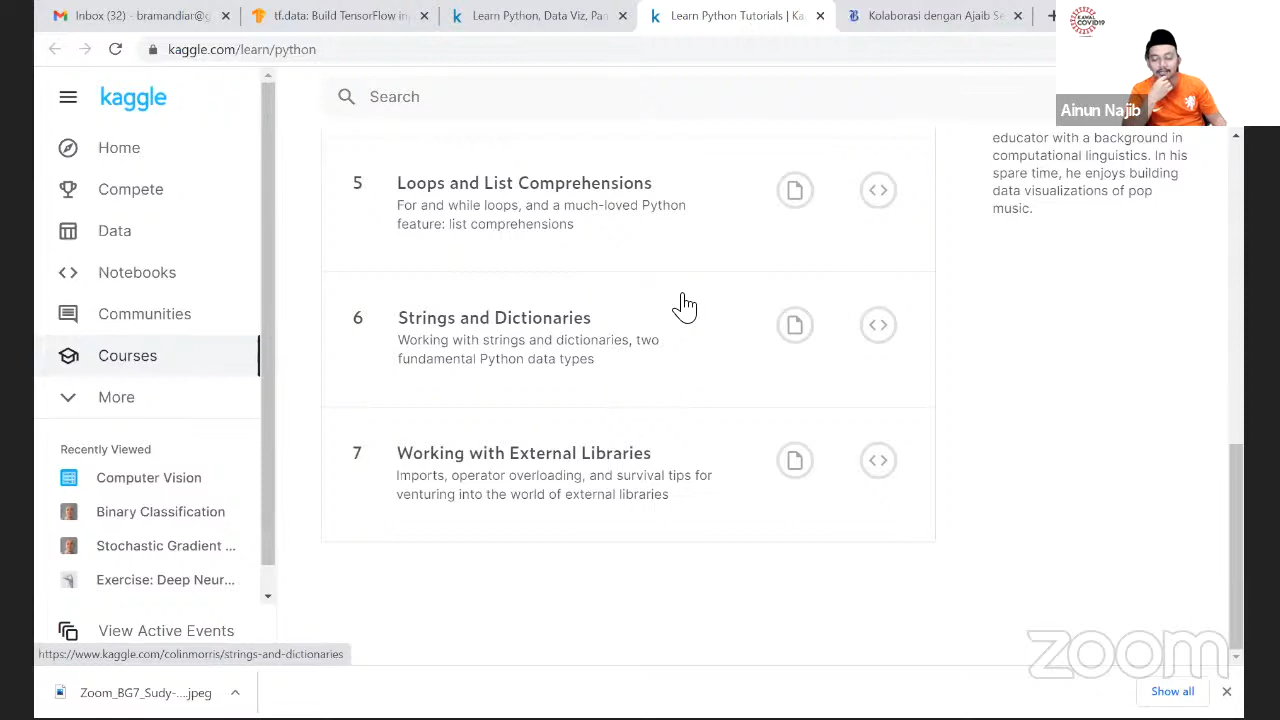 bramandiar@g
tf.data: Build TensorFlow in
Learn Python, Data Viz, Pan
Learn Python Tutorials | Ka
Kolaborasi dengan Ajaib Se
KAWAL
COVID19
kaggle.com/learn/python
kaggle
Search
Ainun Najib
Home
Compete
Data
Notebooks
Communities
Courses
More
Recently Viewed
Computer Vision
Binary Classification
Stochastic Gradient ...
Exercise: Deep Neur...
View Active Events
5
Loops and List Comprehensions
For and while loops, and a much-loved Python
feature: list comprehensions
6
Strings and Dictionaries
Working with strings and dictionaries, two
fundamental Python data types
7
Working with External Libraries
Imports, operator overloading, and survival tips for
venturing into the world of external libraries
educator with a background in
computational linguistics. In his
spare time, he enjoys building
data visualizations of pop
music.
https://www.kaggle.com/colinmorris/strings-and-dictionaries
zoom
Zoom_BG7_Sudy-....jpeg
Show all